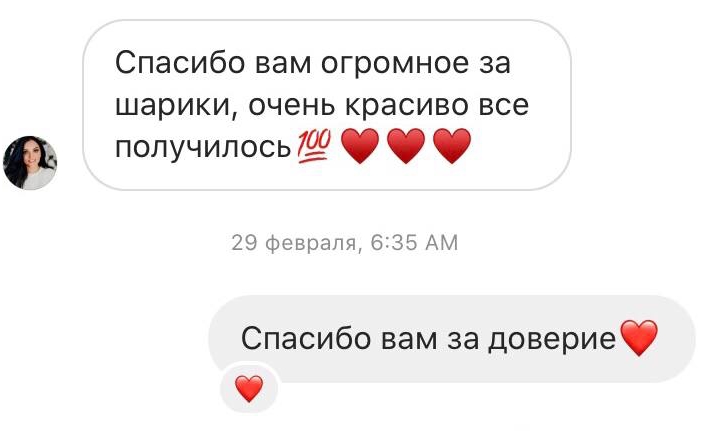 Спасибо вам огромное за
шарики, очень красиво все
получилось💯♥️♥️♥️
29 февраля, 6:35 AM
Спасибо вам за доверие❤️
❤️